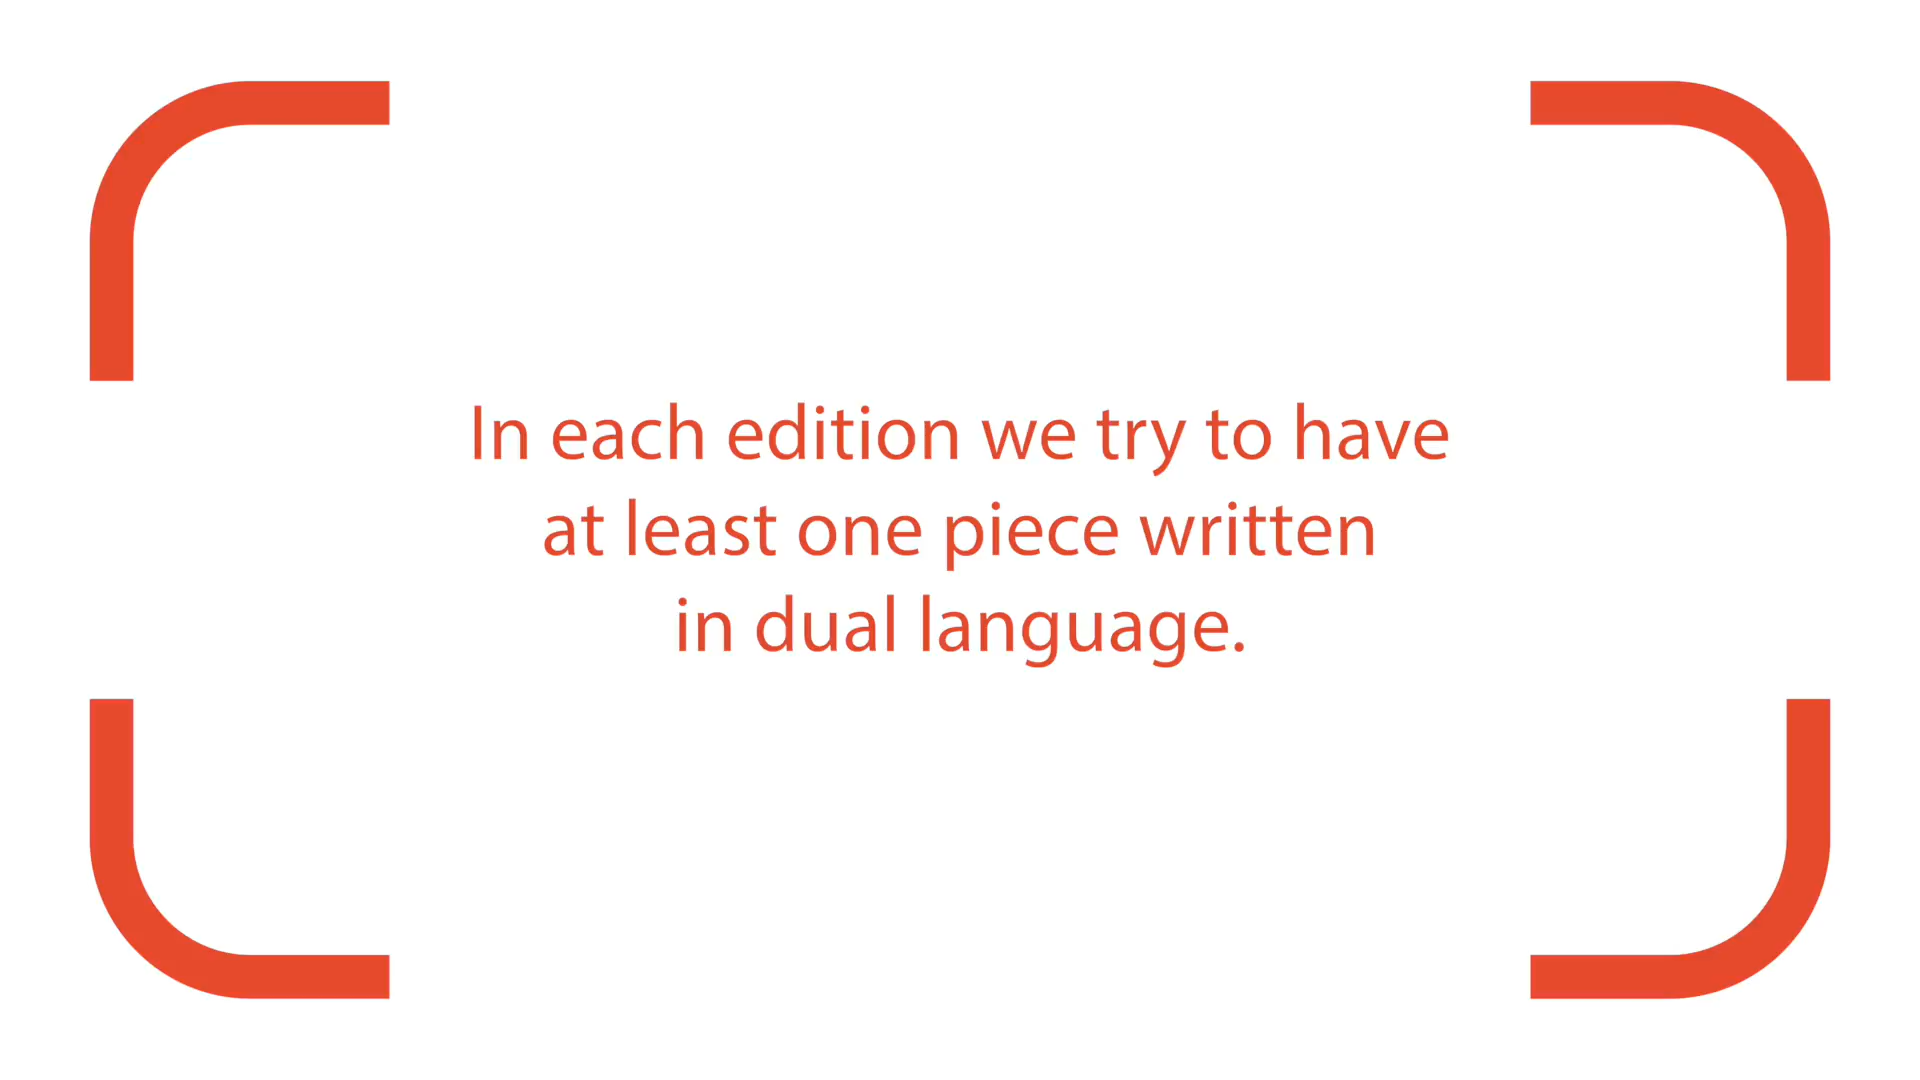 In each edition we try to have
at least one piece written
in dual language.